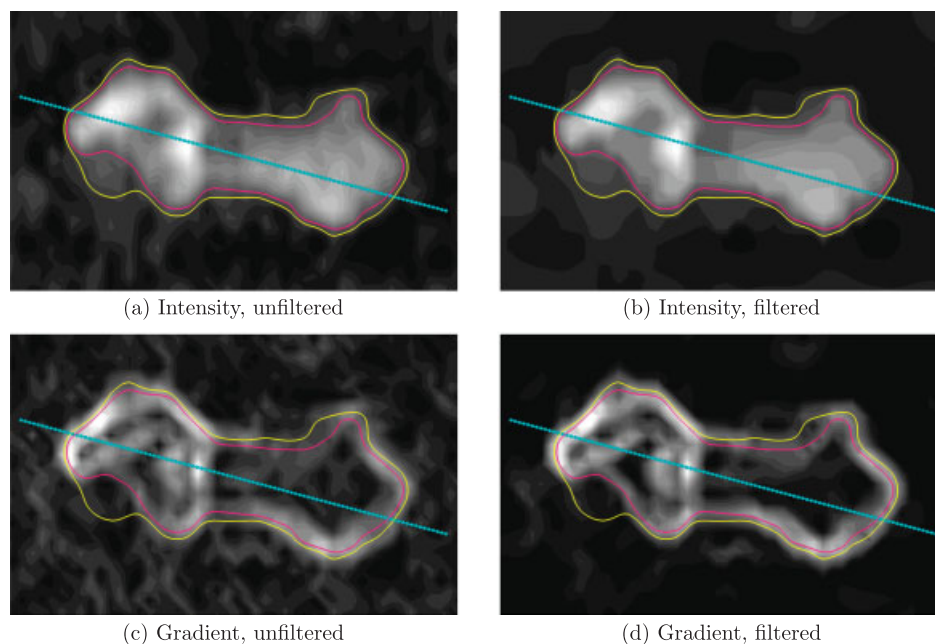 (a) Intensity, unfiltered
(b) Intensity, filtered
(c) Gradient, unfiltered
(d) Gradient, filtered